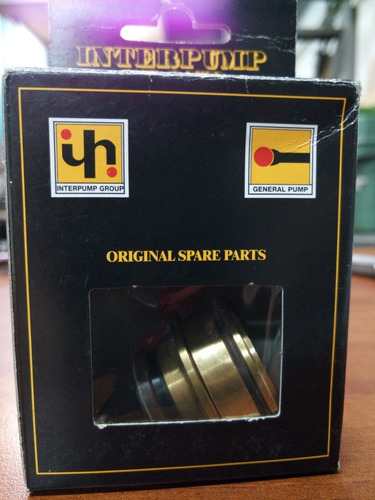 INTERPUMP
INTERPUMP GROUP
GENERAL PUMP
ORIGINAL SPARE PARTS